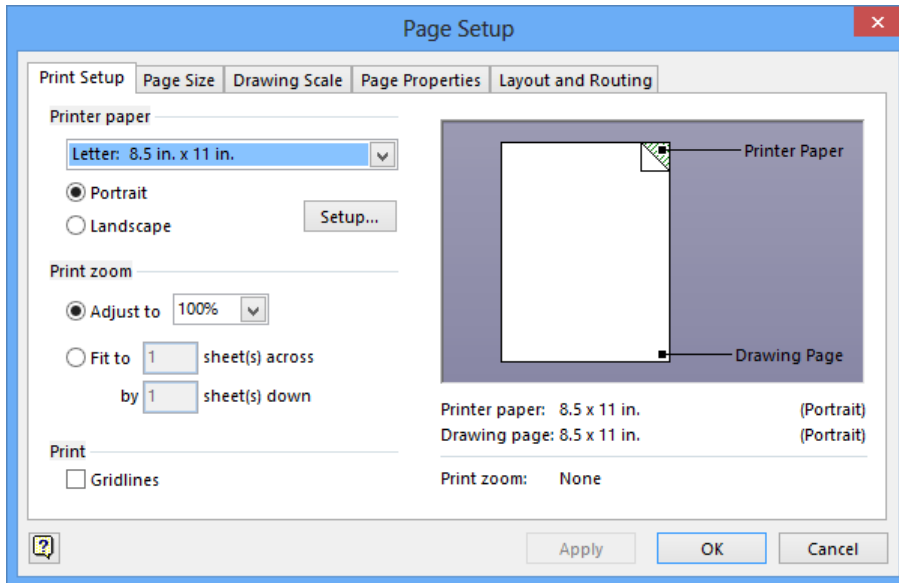 Page Setup
Print Setup Page Size Drawing Scale Page Properties Layout and Routing
Printer paper
Letter: 8.5 in. x 11 in.
Portrait
Landscape
Setup...
Print zoom
Adjust to 100%
Fit to 1 sheet(s) across
by 1 sheet(s) down
Print
Gridlines
Printer Paper
Drawing Page
Printer paper: 8.5 x 11 in. (Portrait)
Drawing page: 8.5 x 11 in. (Portrait)
Print zoom: None
? Apply OK Cancel